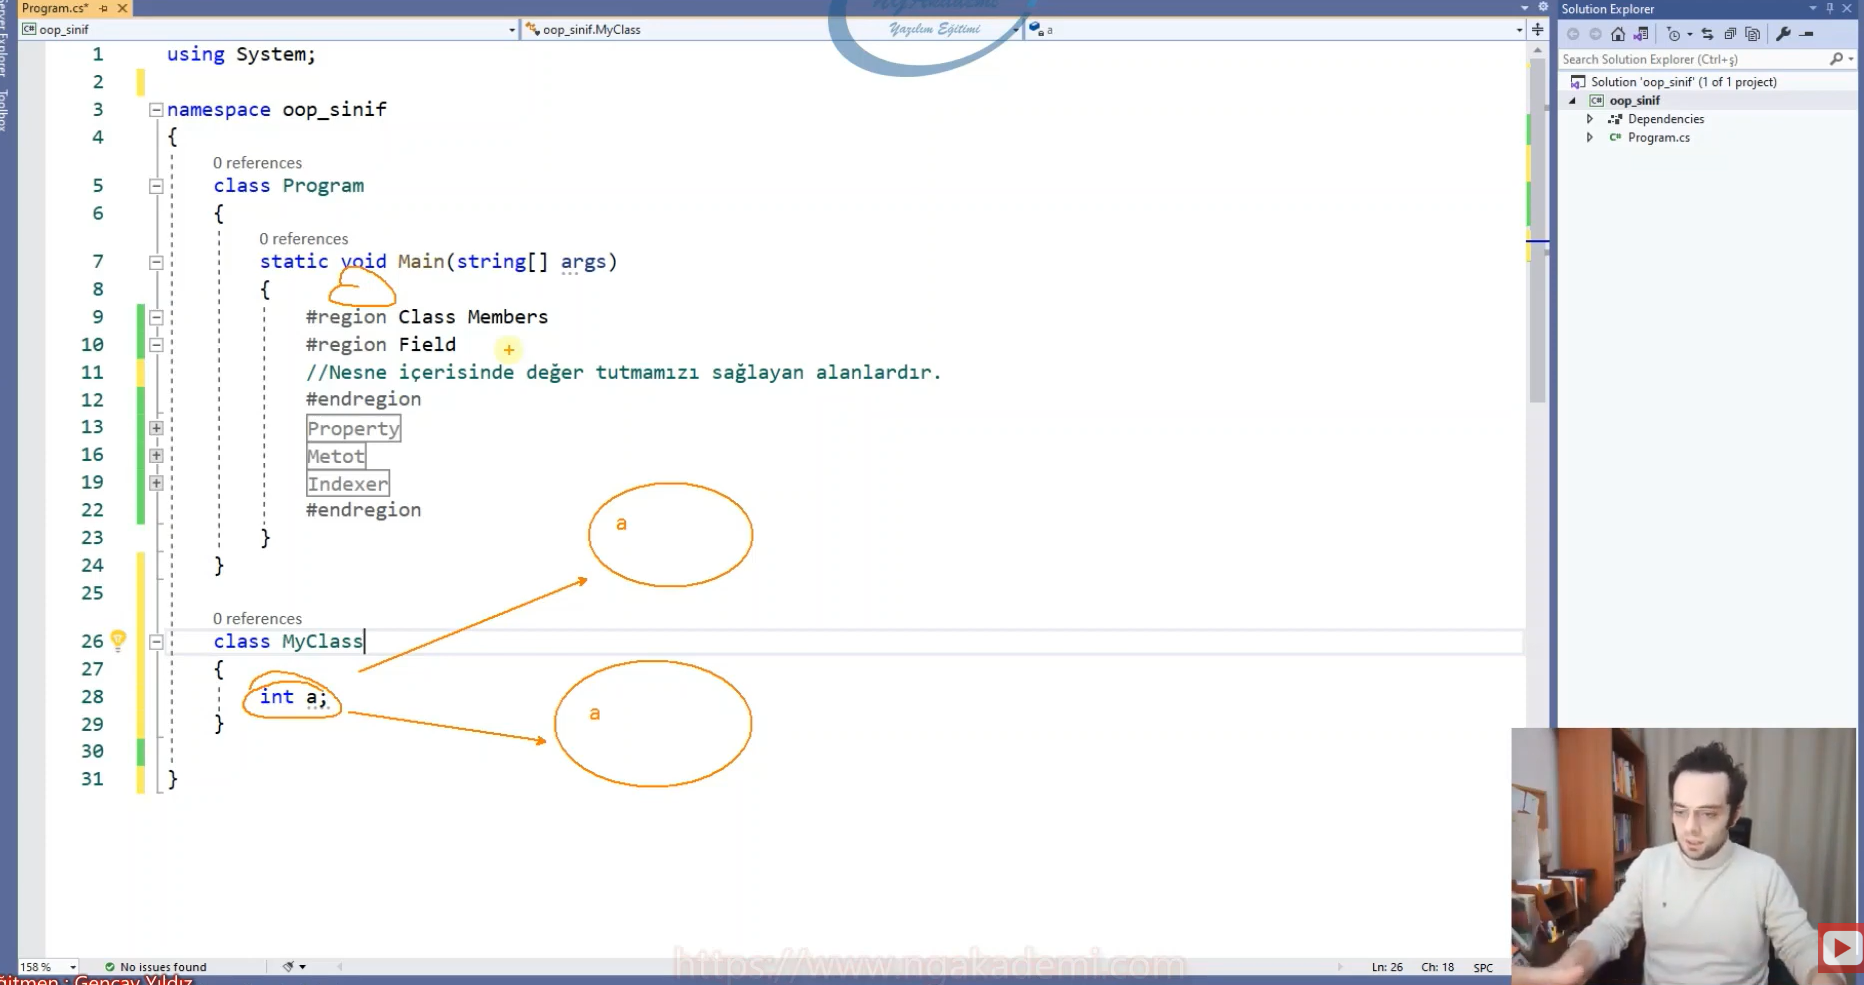 Program.cs*
oop_sinif
oop_sinif.MyClass
a
Yazılım Eğitimi
Server Explorer
Toolbox
1 using System;
2
3 namespace oop_sinif
4 {
0 references
5 class Program
6 {
0 references
7 static void Main(string[] args)
8 {
9 #region Class Members
10 #region Field
11 //Nesne içerisinde değer tutmamızı sağlayan alanlardır.
12 #endregion
13 Property
16 Metot
19 Indexer
22 #endregion
23 }
24 }
25
0 references
26 class MyClass
27 {
28 int a;
29 }
30
31 }
a
a
Solution Explorer
Search Solution Explorer (Ctrl+ş)
Solution 'oop_sinif' (1 of 1 project)
oop_sinif
Dependencies
Program.cs
https://www.ngakademi.com
158 %
No issues found
Ln: 26
Ch: 18
SPC
ğitmen : Gençay Yıldız